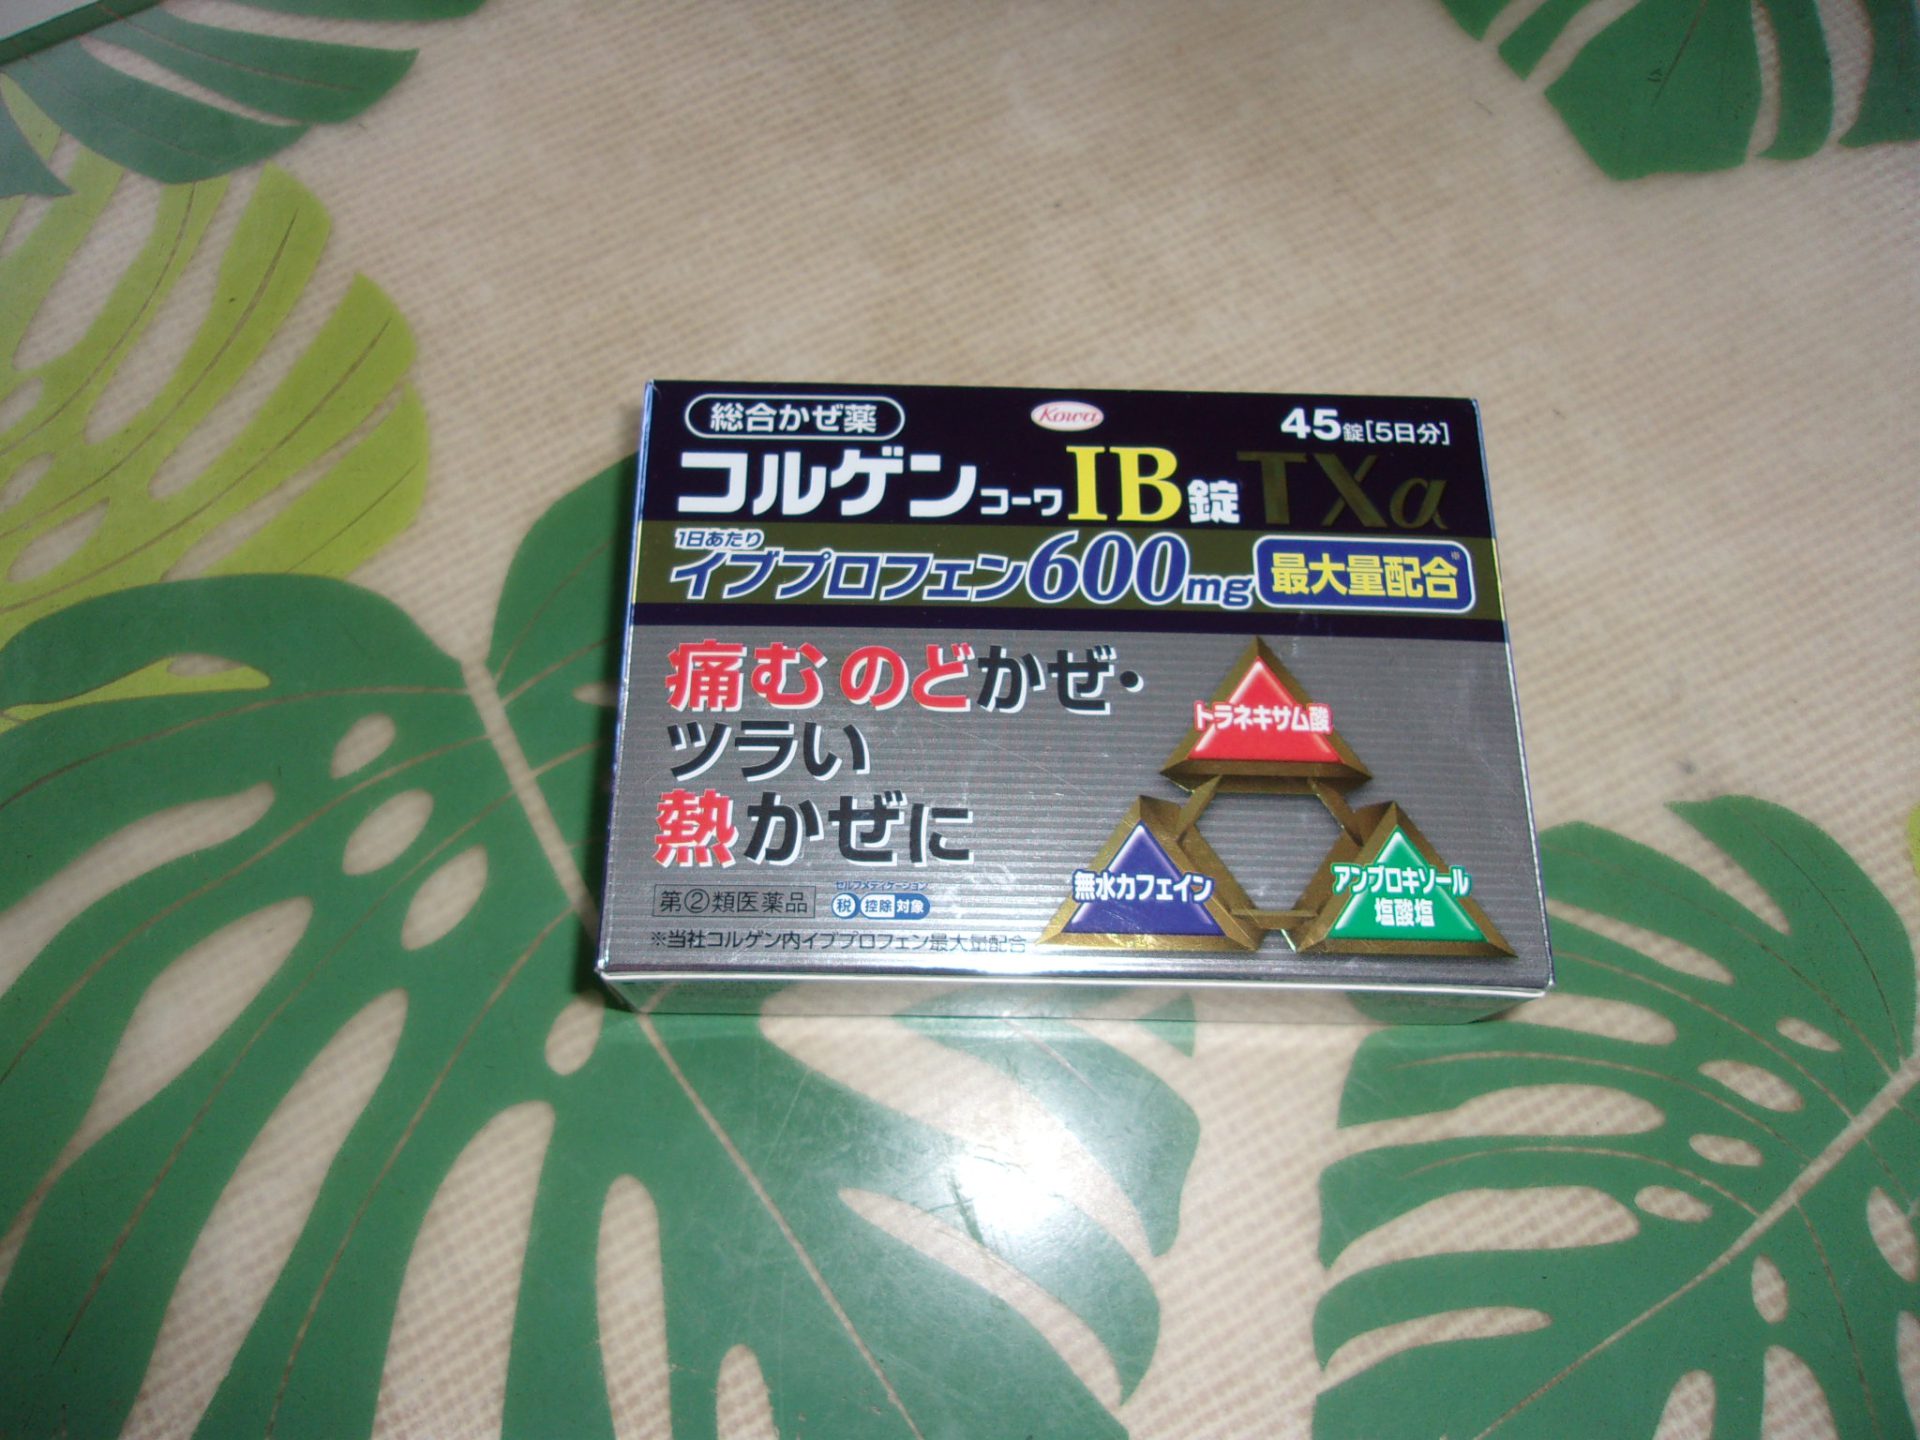 総合かぜ薬
Kowa
45錠[5日分]
コルゲンコーワIB錠TXα
1日あたり
イブプロフェン600mg 最大量配合※
痛むのどかぜ・
ツラい
熱かぜに
トラネキサム酸
無水カフェイン
アンブロキソール
塩酸塩
第②類医薬品
セルフメディケーション
税 控除 対象
※当社コルゲン内イブプロフェン最大量配合